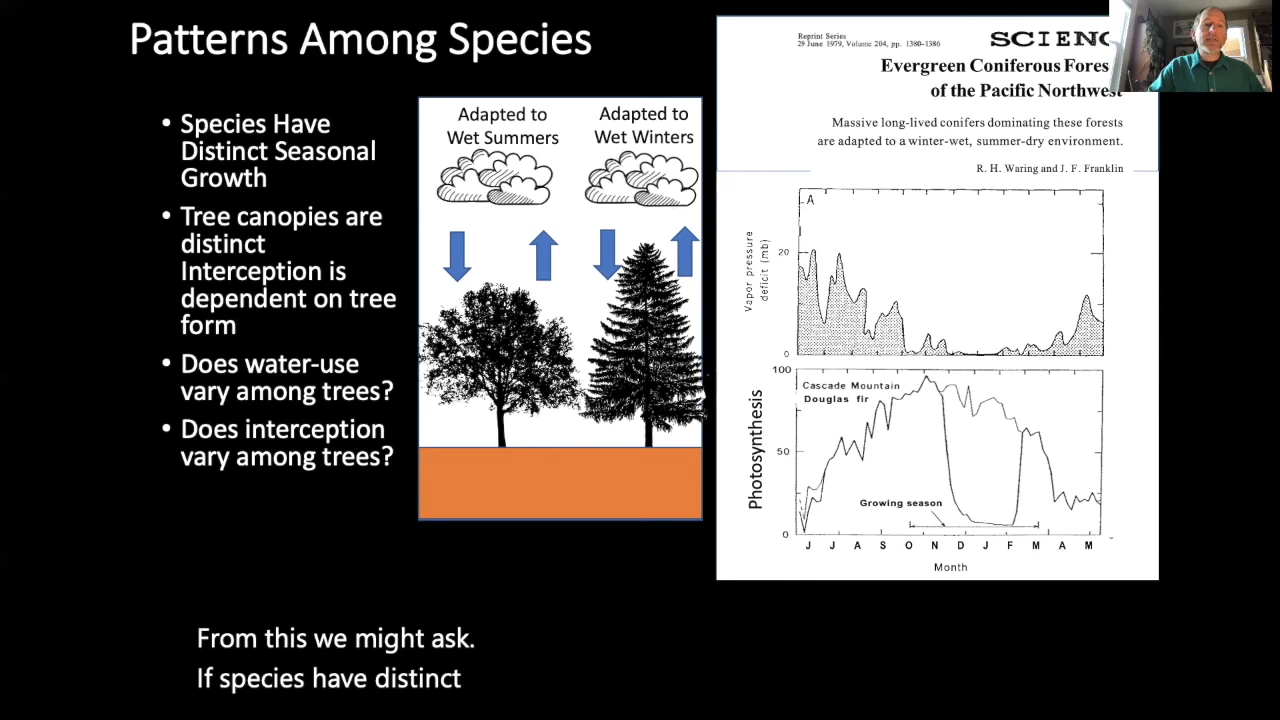 Patterns Among Species
• Species Have
Distinct Seasonal
Growth
• Tree canopies are
distinct
Interception is
dependent on tree
form
• Does water-use
vary among trees?
• Does interception
vary among trees?
Adapted to
Wet Summers
Adapted to
Wet Winters
Reprint Series
29 June 1979, Volume 204, pp. 1380-1386
SCIENC
Evergreen Coniferous Fores
of the Pacific Northwest
Massive long-lived conifers dominating these forests
are adapted to a winter-wet, summer-dry environment.
R. H. Waring and J. F. Franklin
A
Vapor pressure
deficit (mb)
20
0
100
Cascade Mountain
Douglas fir
Photosynthesis
50
Growing season
0
J J A S O N D J F M A M
Month
From this we might ask.
If species have distinct